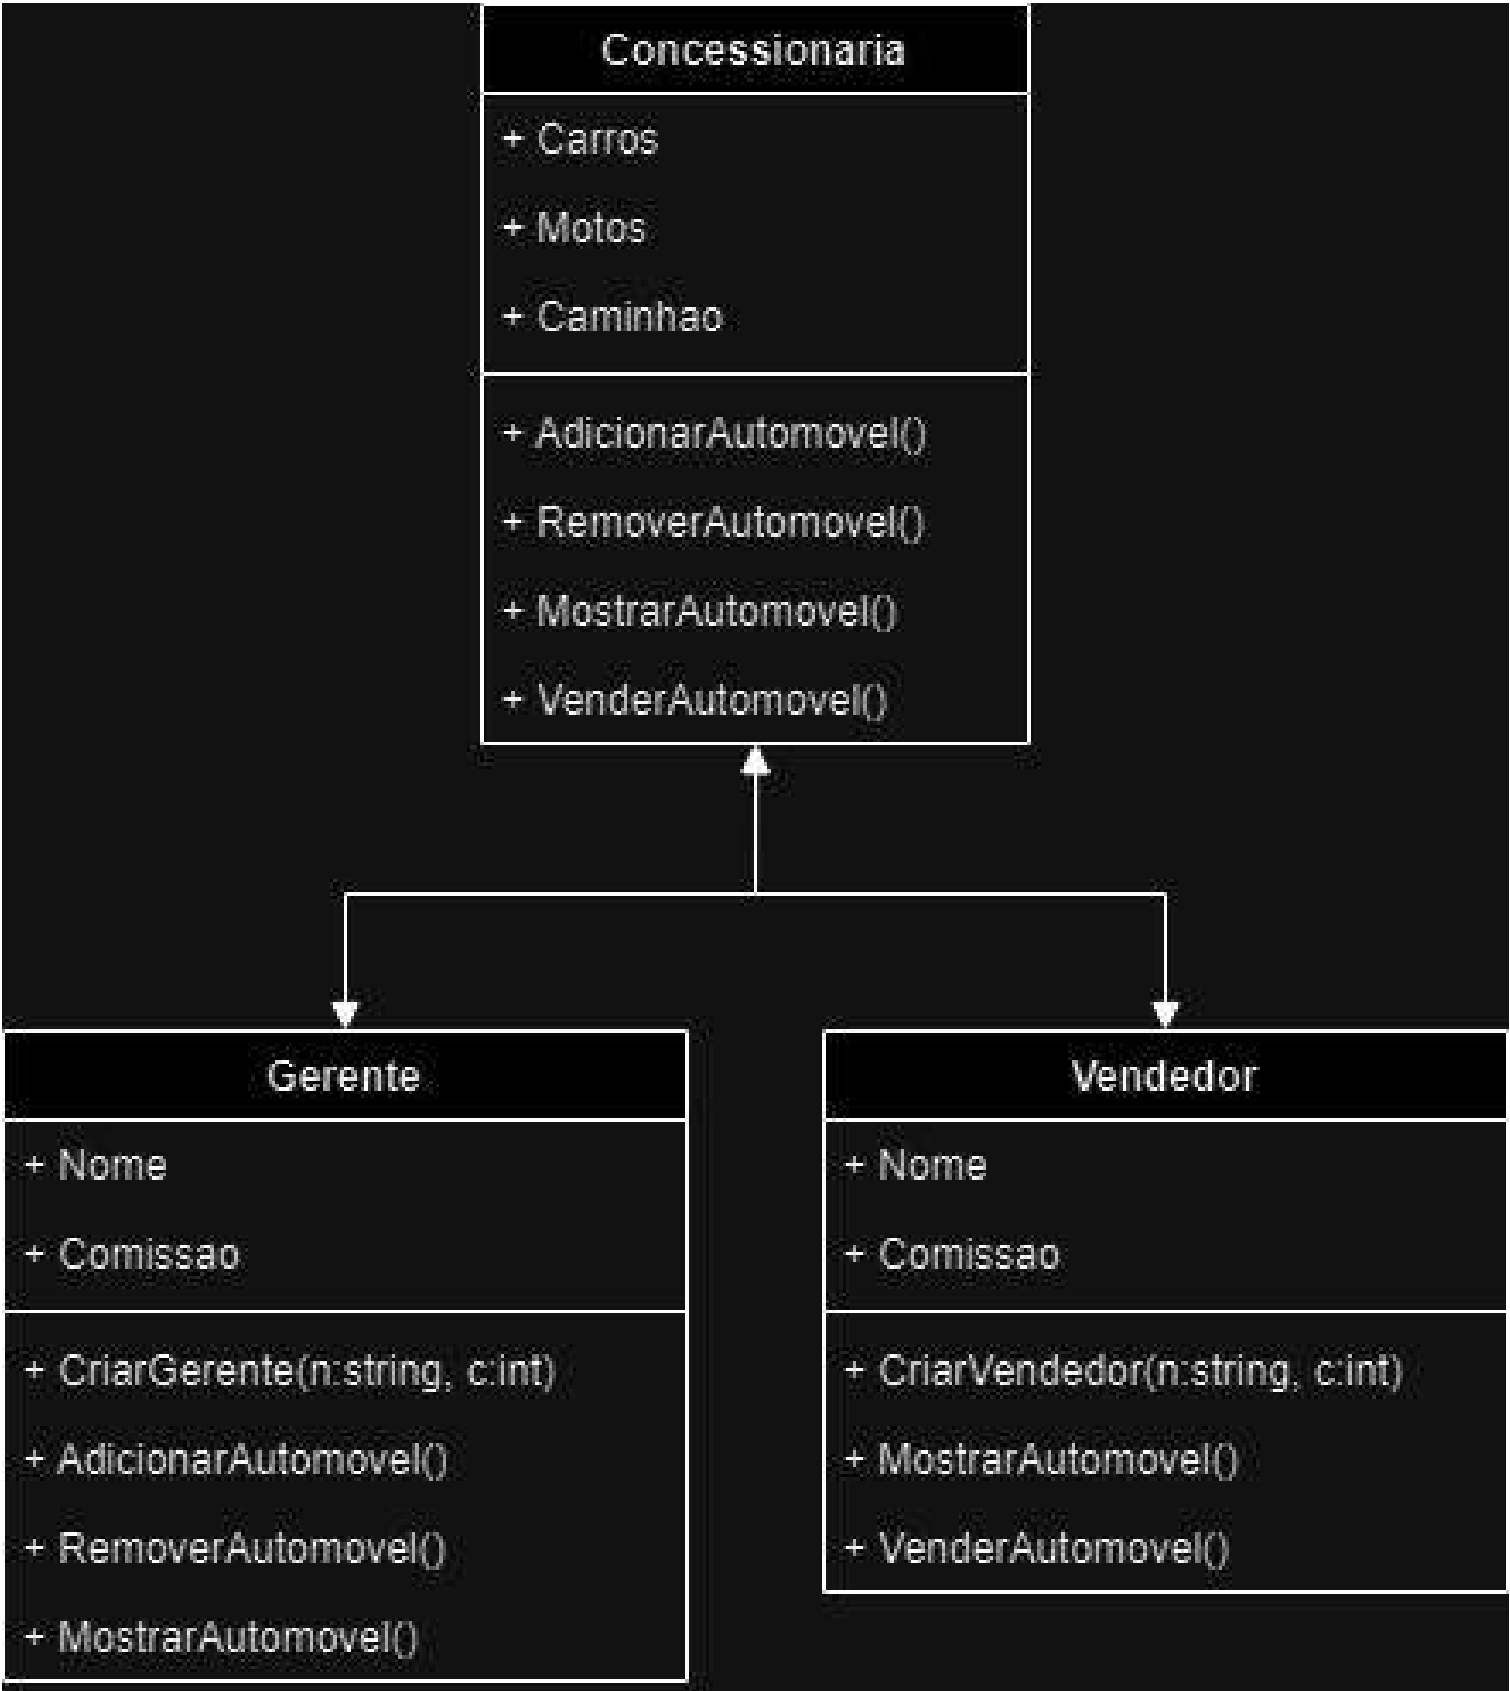 Concessionaria
+ Carros
+ Motos
+ Caminhao
+ AdicionarAutomovel()
+ RemoverAutomovel()
+ MostrarAutomovel()
+ VenderAutomovel()
Gerente
+ Nome
+ Comissao
+ CriarGerente(n:string, c:int)
+ AdicionarAutomovel()
+ RemoverAutomovel()
+ MostrarAutomovel()
Vendedor
+ Nome
+ Comissao
+ CriarVendedor(n:string, c:int)
+ MostrarAutomovel()
+ VenderAutomovel()